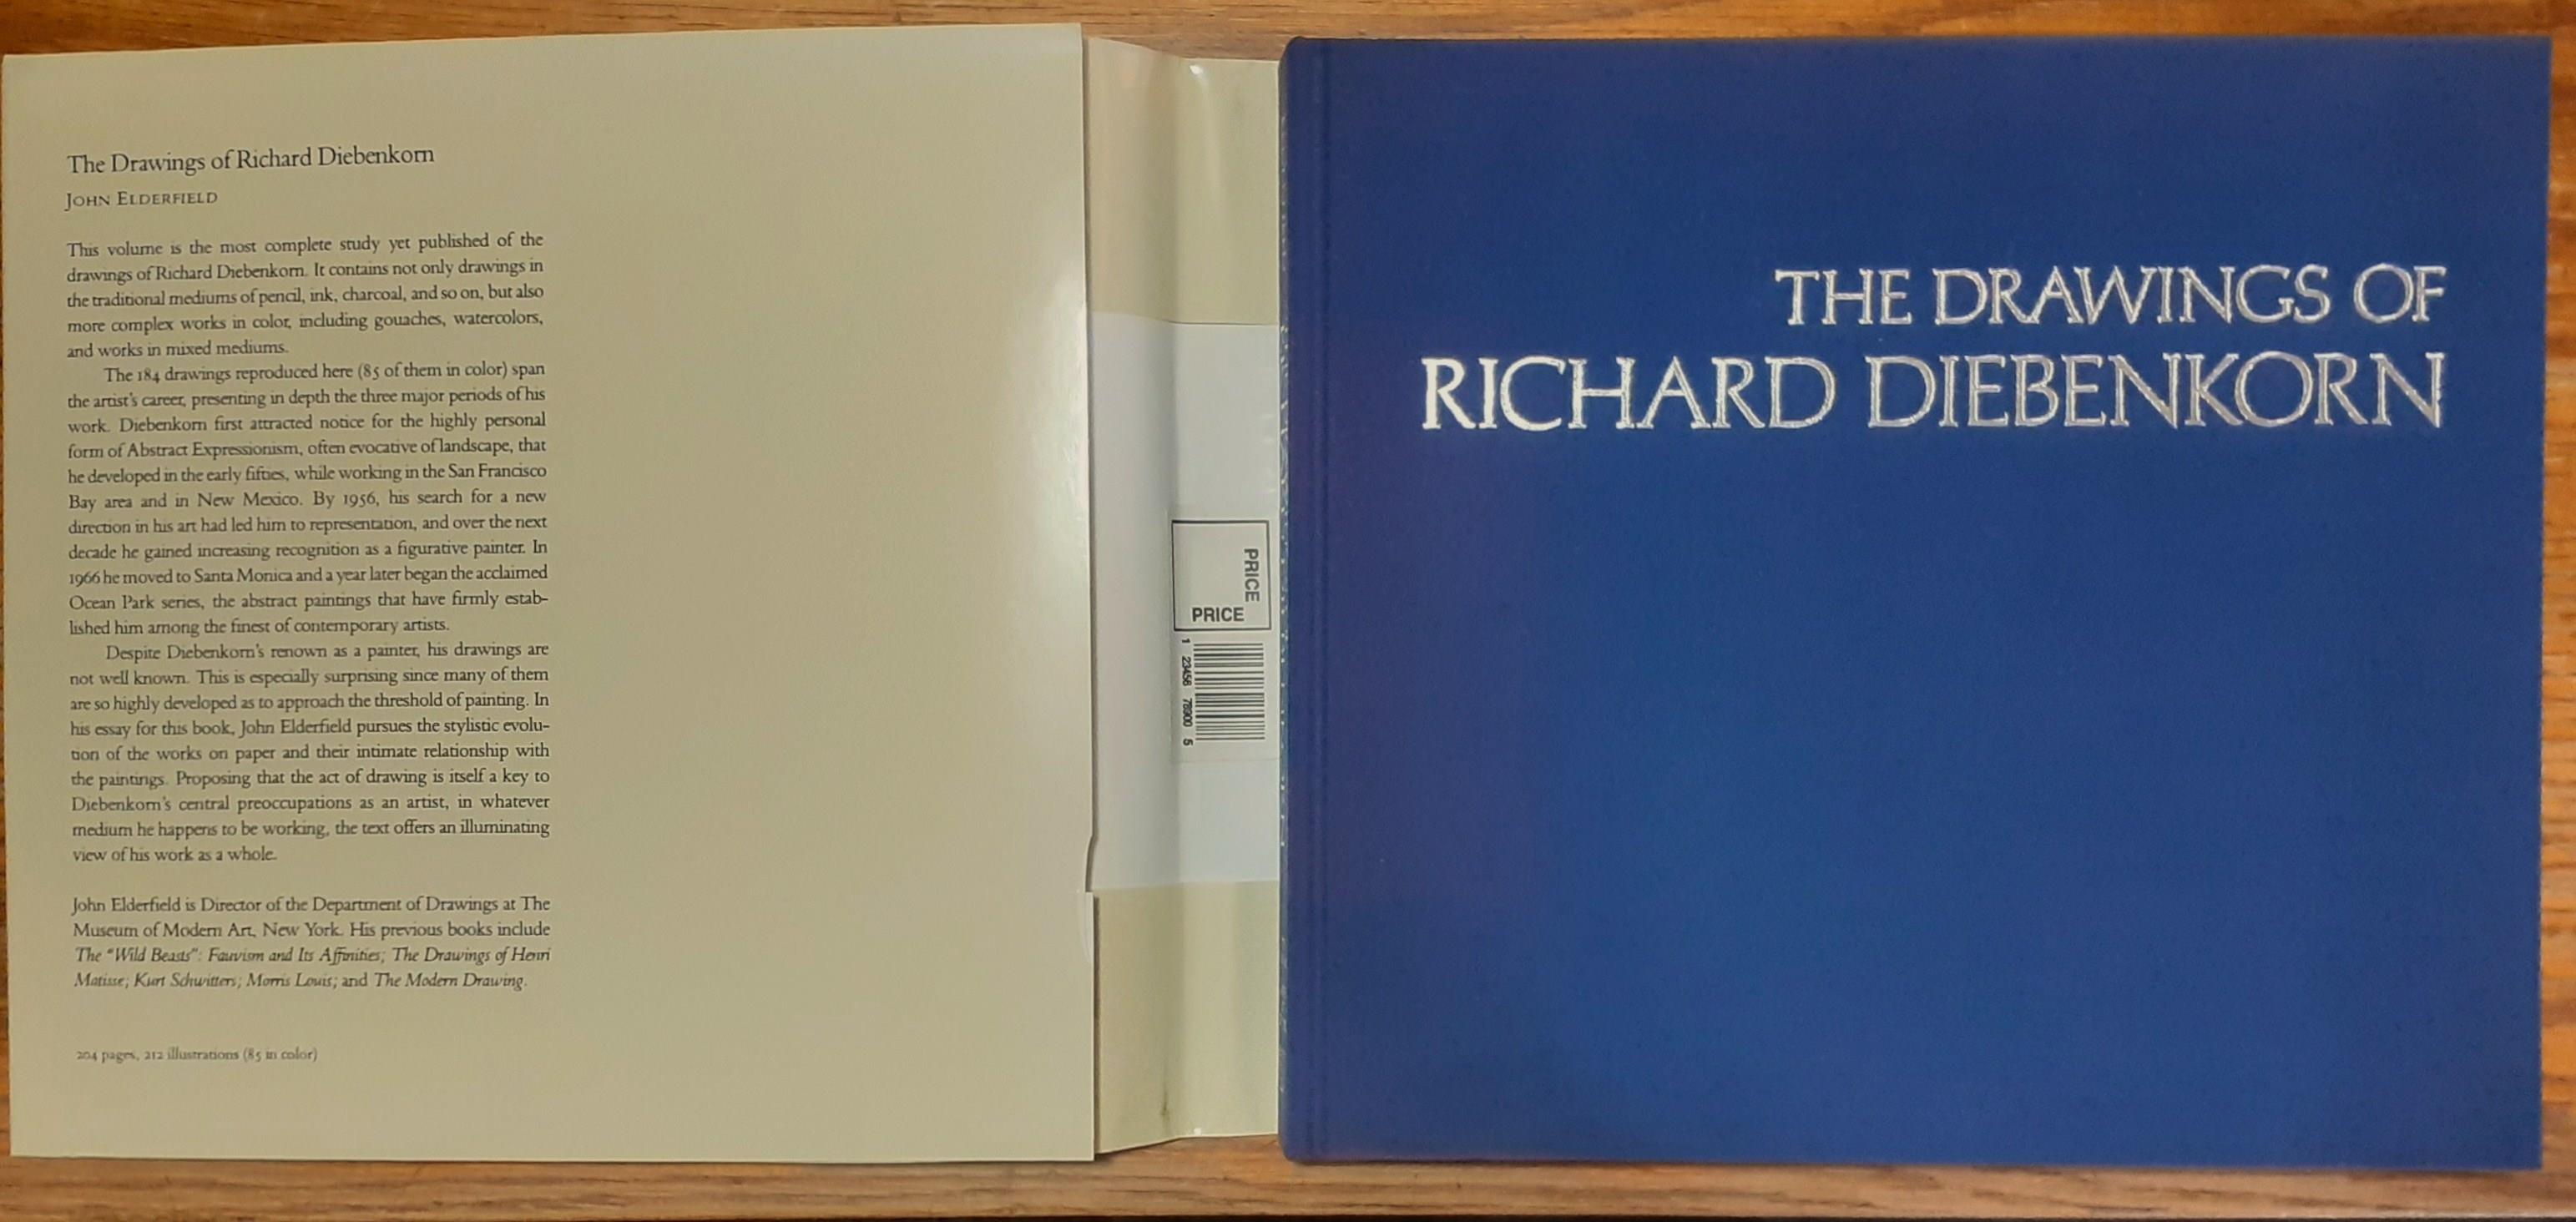 The Drawings of Richard Diebenkorn
JOHN ELDERFIELD
This volume is the most complete study yet published of the
drawings of Richard Diebenkorn. It contains not only drawings in
the traditional mediums of pencil, ink, charcoal, and so on, but also
more complex works in color, including gouaches, watercolors,
and works in mixed mediums.
The 184 drawings reproduced here (85 of them in color) span
the artist's career, presenting in depth the three major periods of his
work. Diebenkorn first attracted notice for the highly personal
form of Abstract Expressionism, often evocative of landscape, that
he developed in the early fifties, while working in the San Francisco
Bay area and in New Mexico. By 1956, his search for a new
direction in his art had led him to representation, and over the next
decade he gained increasing recognition as a figurative painter. In
1966 he moved to Santa Monica and a year later began the acclaimed
Ocean Park series, the abstract paintings that have firmly estab-
lished him among the finest of contemporary artists.
Despite Diebenkorn's renown as a painter, his drawings are
not well known. This is especially surprising since many of them
are so highly developed as to approach the threshold of painting. In
his essay for this book, John Elderfield pursues the stylistic evolu-
tion of the works on paper and their intimate relationship with
the paintings. Proposing that the act of drawing is itself a key to
Diebenkorn's central preoccupations as an artist, in whatever
medium he happens to be working, the text offers an illuminating
view of his work as a whole.
John Elderfield is Director of the Department of Drawings at The
Museum of Modern Art, New York. His previous books include
The "Wild Beasts": Fauvism and Its Affinities; The Drawings of Henri
Matisse; Kurt Schwitters; Morris Louis; and The Modern Drawing.
204 pages, 212 illustrations (85 in color)
PRICE
PRICE
1 23456 78900 5
THE DRAWINGS OF
RICHARD DIEBENKORN